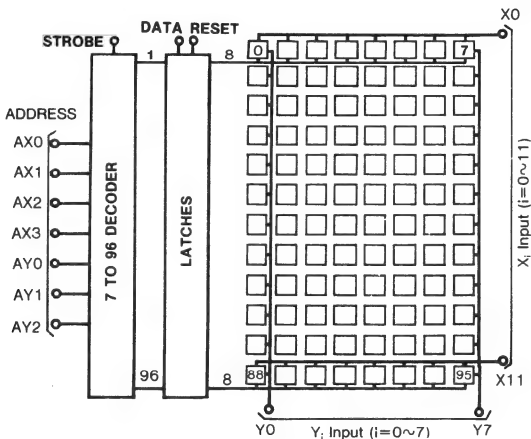 X0
DATA RESET
STROBE
1
8
0
7
ADDRESS
AX0
AX1
AX2
AX3
AY0
AY1
AY2
7 TO 96 DECODER
LATCHES
Xi Input (i=0~11)
96
8
88
95
X11
Y0
Yi Input (i=0~7)
Y7